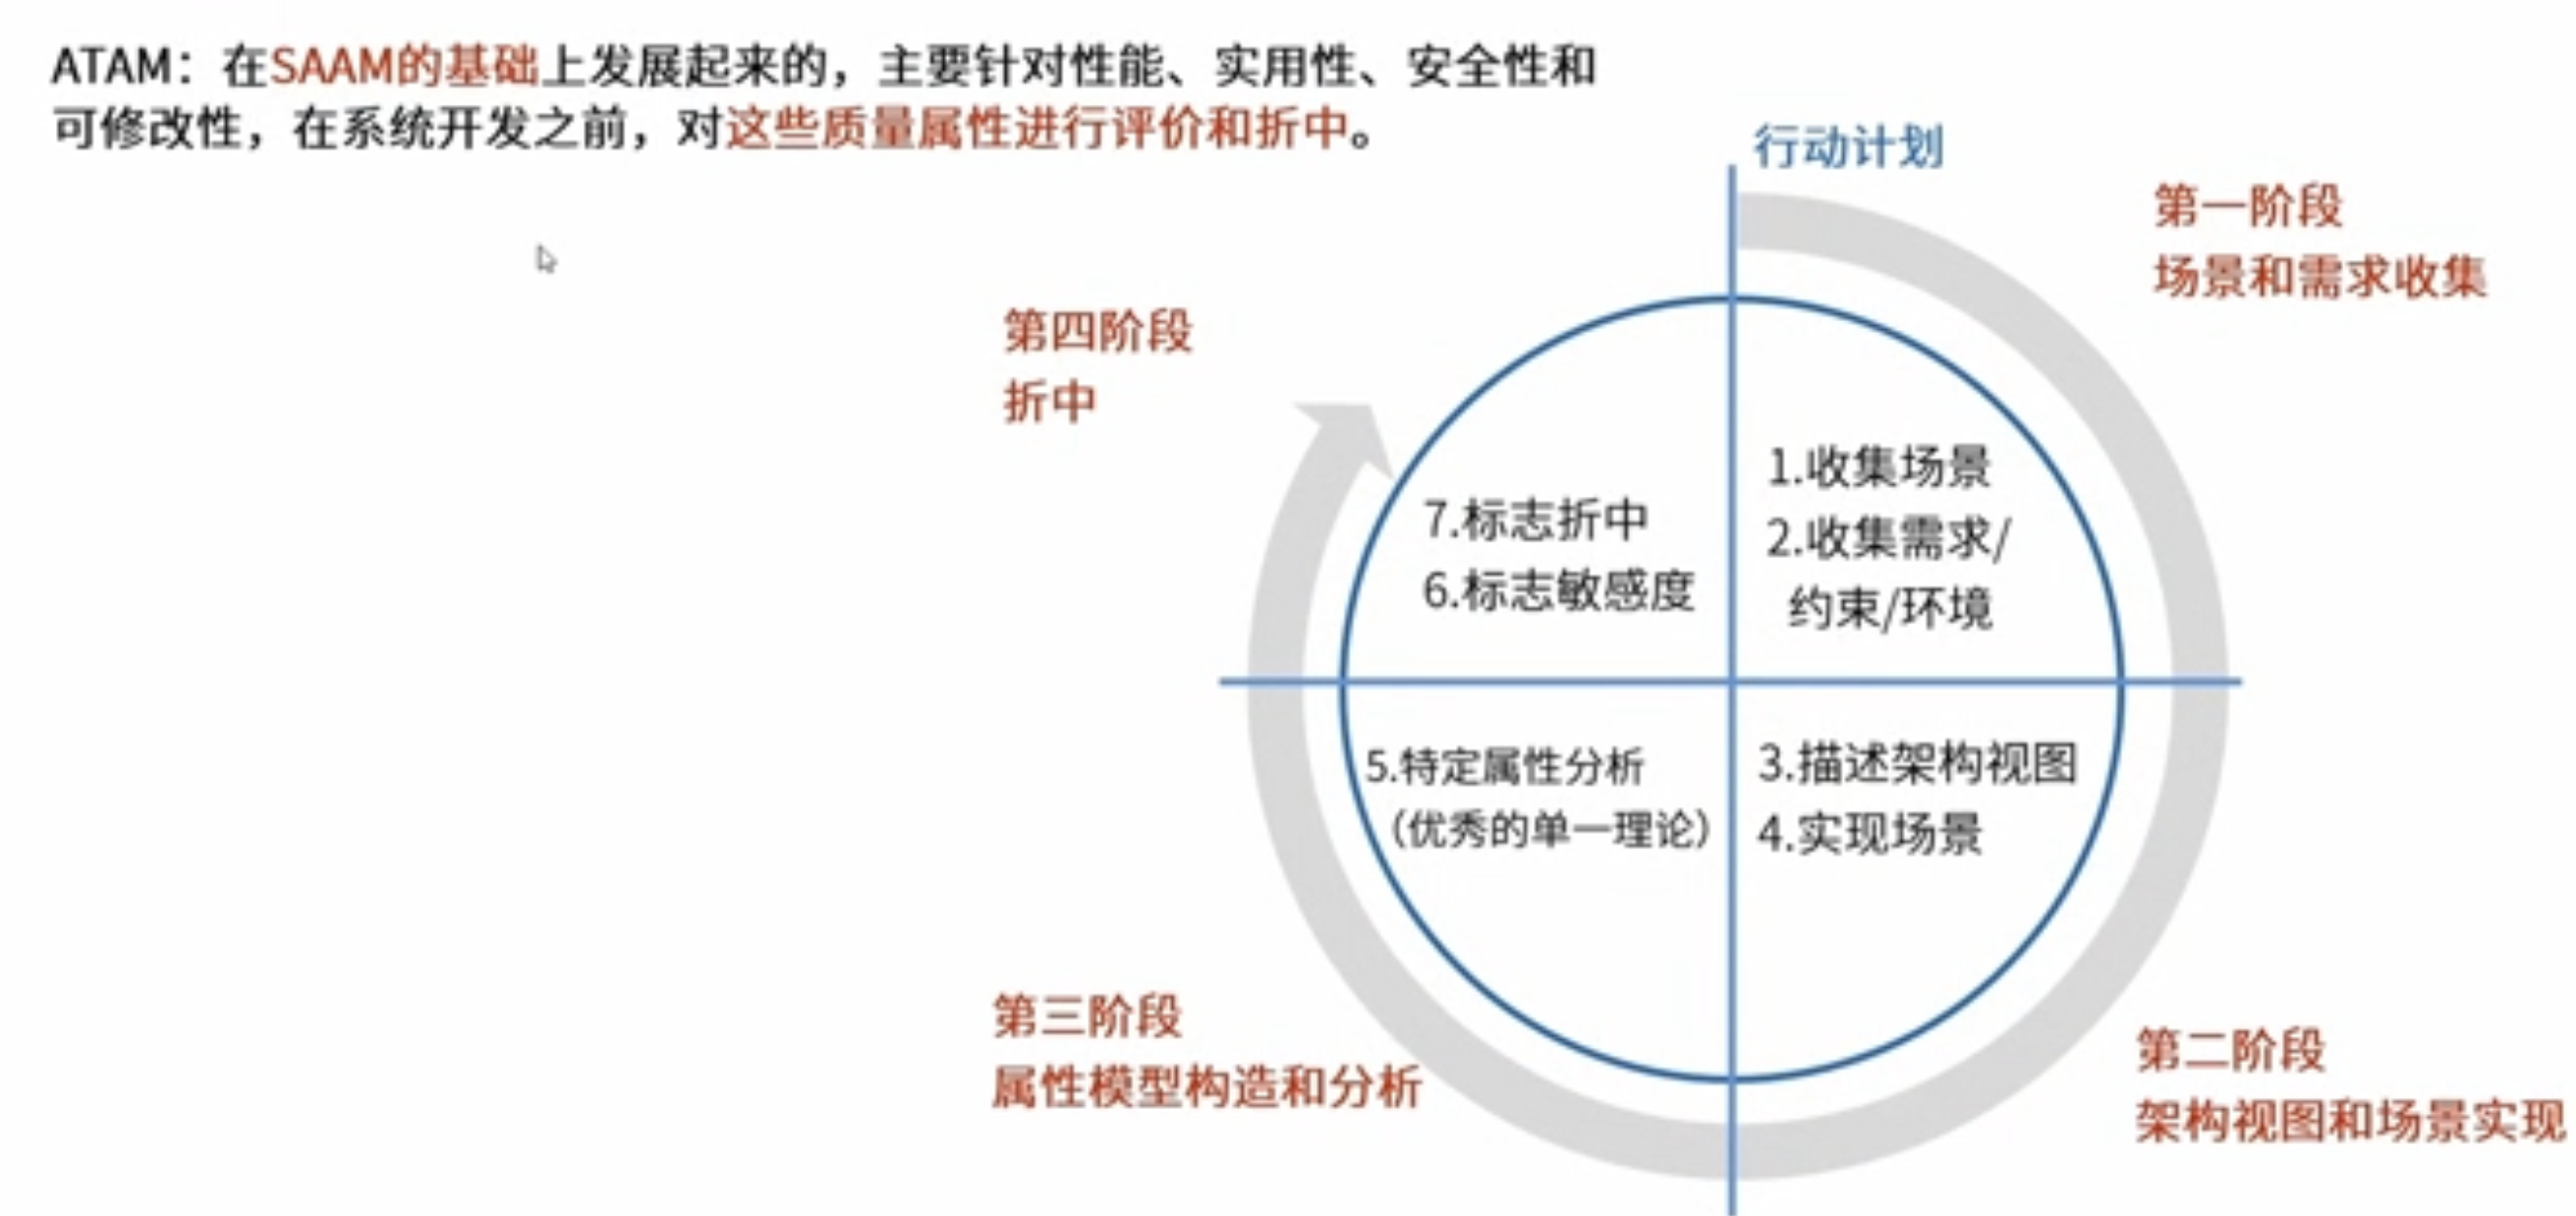 ATAM：在SAAM的基础上发展起来的，主要针对性能、实用性、安全性和
可修改性，在系统开发之前，对这些质量属性进行评价和折中。
行动计划
第一阶段
场景和需求收集
第四阶段
折中
1.收集场景
2.收集需求/
约束/环境
7.标志折中
6.标志敏感度
5.特定属性分析
（优秀的单一理论）
3.描述架构视图
4.实现场景
第三阶段
属性模型构造和分析
第二阶段
架构视图和场景实现